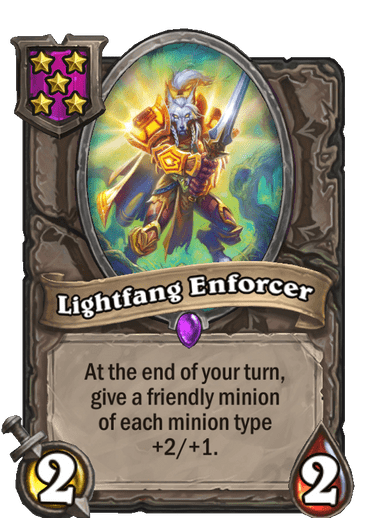 Lightfang Enforcer
At the end of your turn,
give a friendly minion
of each minion type
+2/+1.
2
2